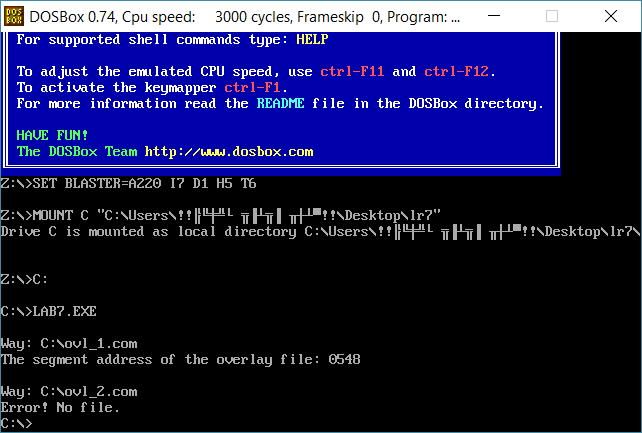 DOSBox 0.74, Cpu speed: 3000 cycles, Frameskip 0, Program: ...
For supported shell commands type: HELP
To adjust the emulated CPU speed, use ctrl-F11 and ctrl-F12.
To activate the keymapper ctrl-F1.
For more information read the README file in the DOSBox directory.
HAVE FUN!
The DOSBox Team http://www.dosbox.com
Z:\>SET BLASTER=A220 I7 D1 H5 T6
Z:\>MOUNT C "C:\Users\!! !!\Desktop\lr7"
Drive C is mounted as local directory C:\Users\!! !!\Desktop\lr7\
Z:\>C:
C:\>LAB7.EXE
Way: C:\ovl_1.com
The segment address of the overlay file: 0548
Way: C:\ovl_2.com
Error! No file.
C:\>